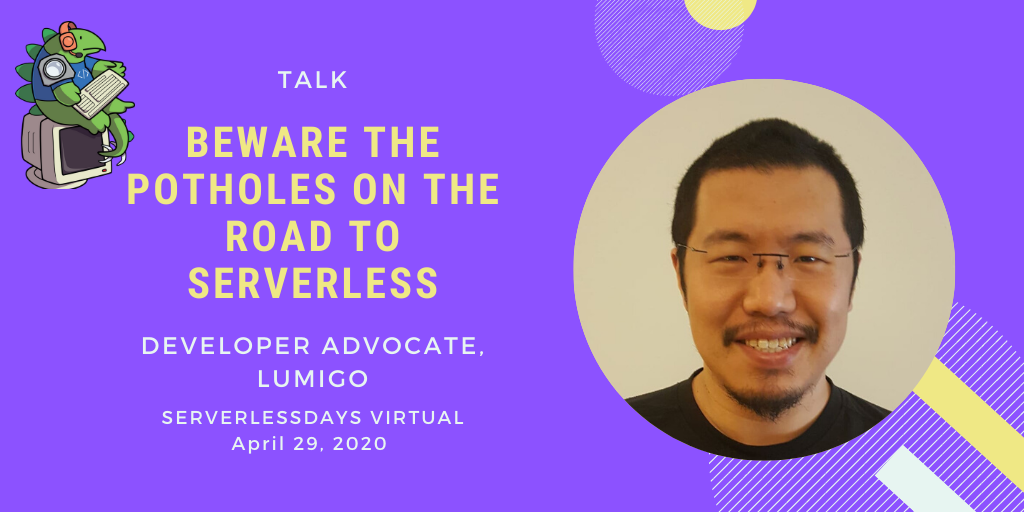 TALK
BEWARE THE
POTHOLES ON THE
ROAD TO
SERVERLESS
DEVELOPER ADVOCATE,
LUMIGO
SERVERLESSDAYS VIRTUAL
April 29, 2020